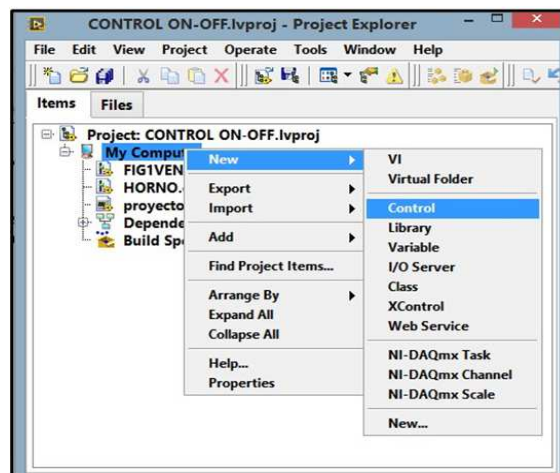 CONTROL ON-OFF.lvproj - Project Explorer
File Edit View Project Operate Tools Window Help
Items Files
Project: CONTROL ON-OFF.lvproj
My Compu
FIG1VEN
HORNO.
proyecto
Depende
Build Spe
New
Export
Import
Add
Find Project Items...
Arrange By
Expand All
Collapse All
Help...
Properties
VI
Virtual Folder
Control
Library
Variable
I/O Server
Class
XControl
Web Service
NI-DAQmx Task
NI-DAQmx Channel
NI-DAQmx Scale
New...